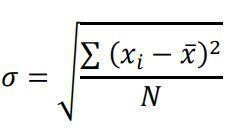 σ = √(∑ (xᵢ − x̄)² / N)